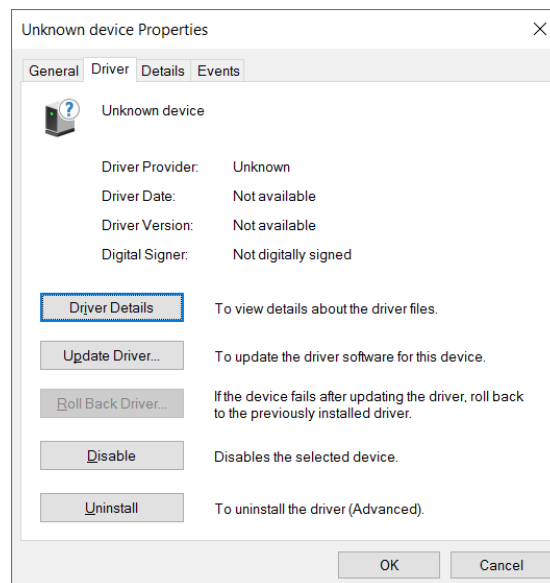 Unknown device Properties
General Driver Details Events
Unknown device
Driver Provider: Unknown
Driver Date: Not available
Driver Version: Not available
Digital Signer: Not digitally signed
Driver Details To view details about the driver files.
Update Driver... To update the driver software for this device.
Roll Back Driver... If the device fails after updating the driver, roll back
to the previously installed driver.
Disable Disables the selected device.
Uninstall To uninstall the driver (Advanced).
OK Cancel